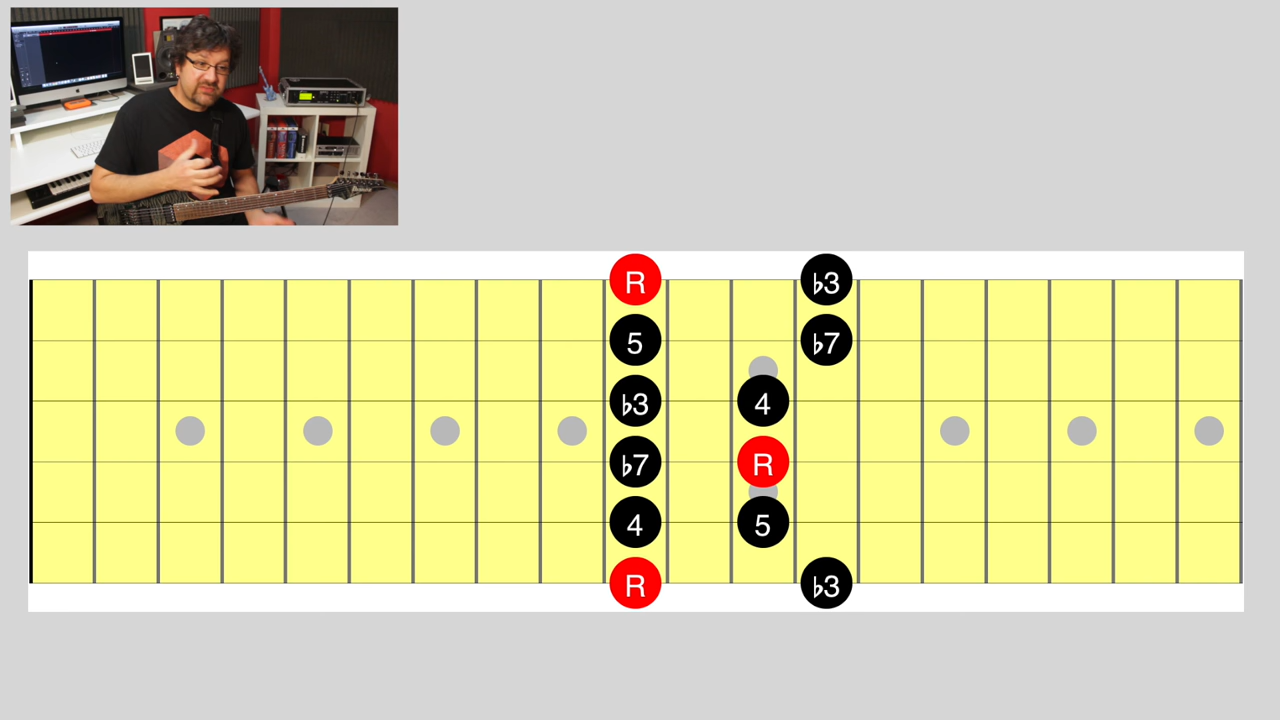 R ♭3
5 ♭7
♭3 4
♭7 R
4 5
R ♭3